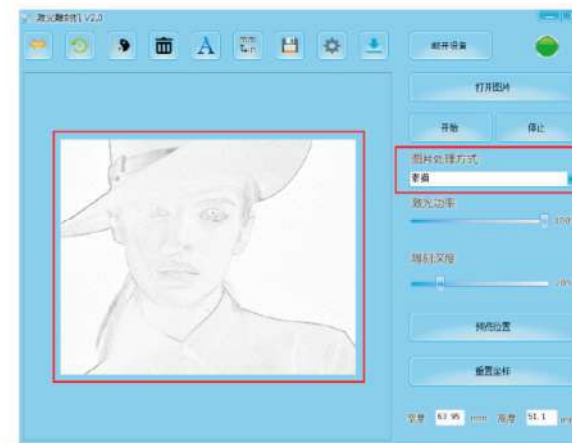 激光雕刻机 V2.0
A
断开设备
打开图片
开始 停止
图片处理方式
素描
激光功率
100%
雕刻深度
20%
预览位置
重置坐标
宽度 63.95 mm 高度 51.1 mm